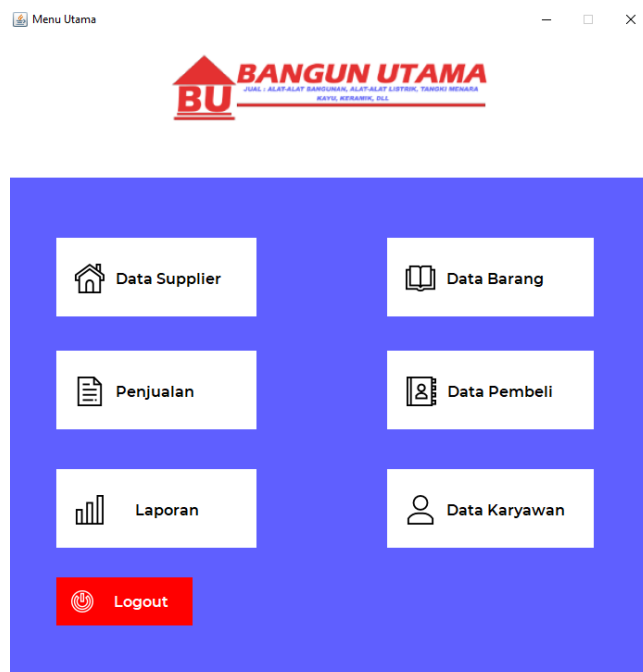 Menu Utama
BANGUN UTAMA
BU
JUAL : ALAT-ALAT BANGUNAN, ALAT-ALAT LISTRIK, TANGKI MENARA
KAYU, KERAMIK, DLL
Data Supplier
Data Barang
Penjualan
Data Pembeli
Laporan
Data Karyawan
Logout